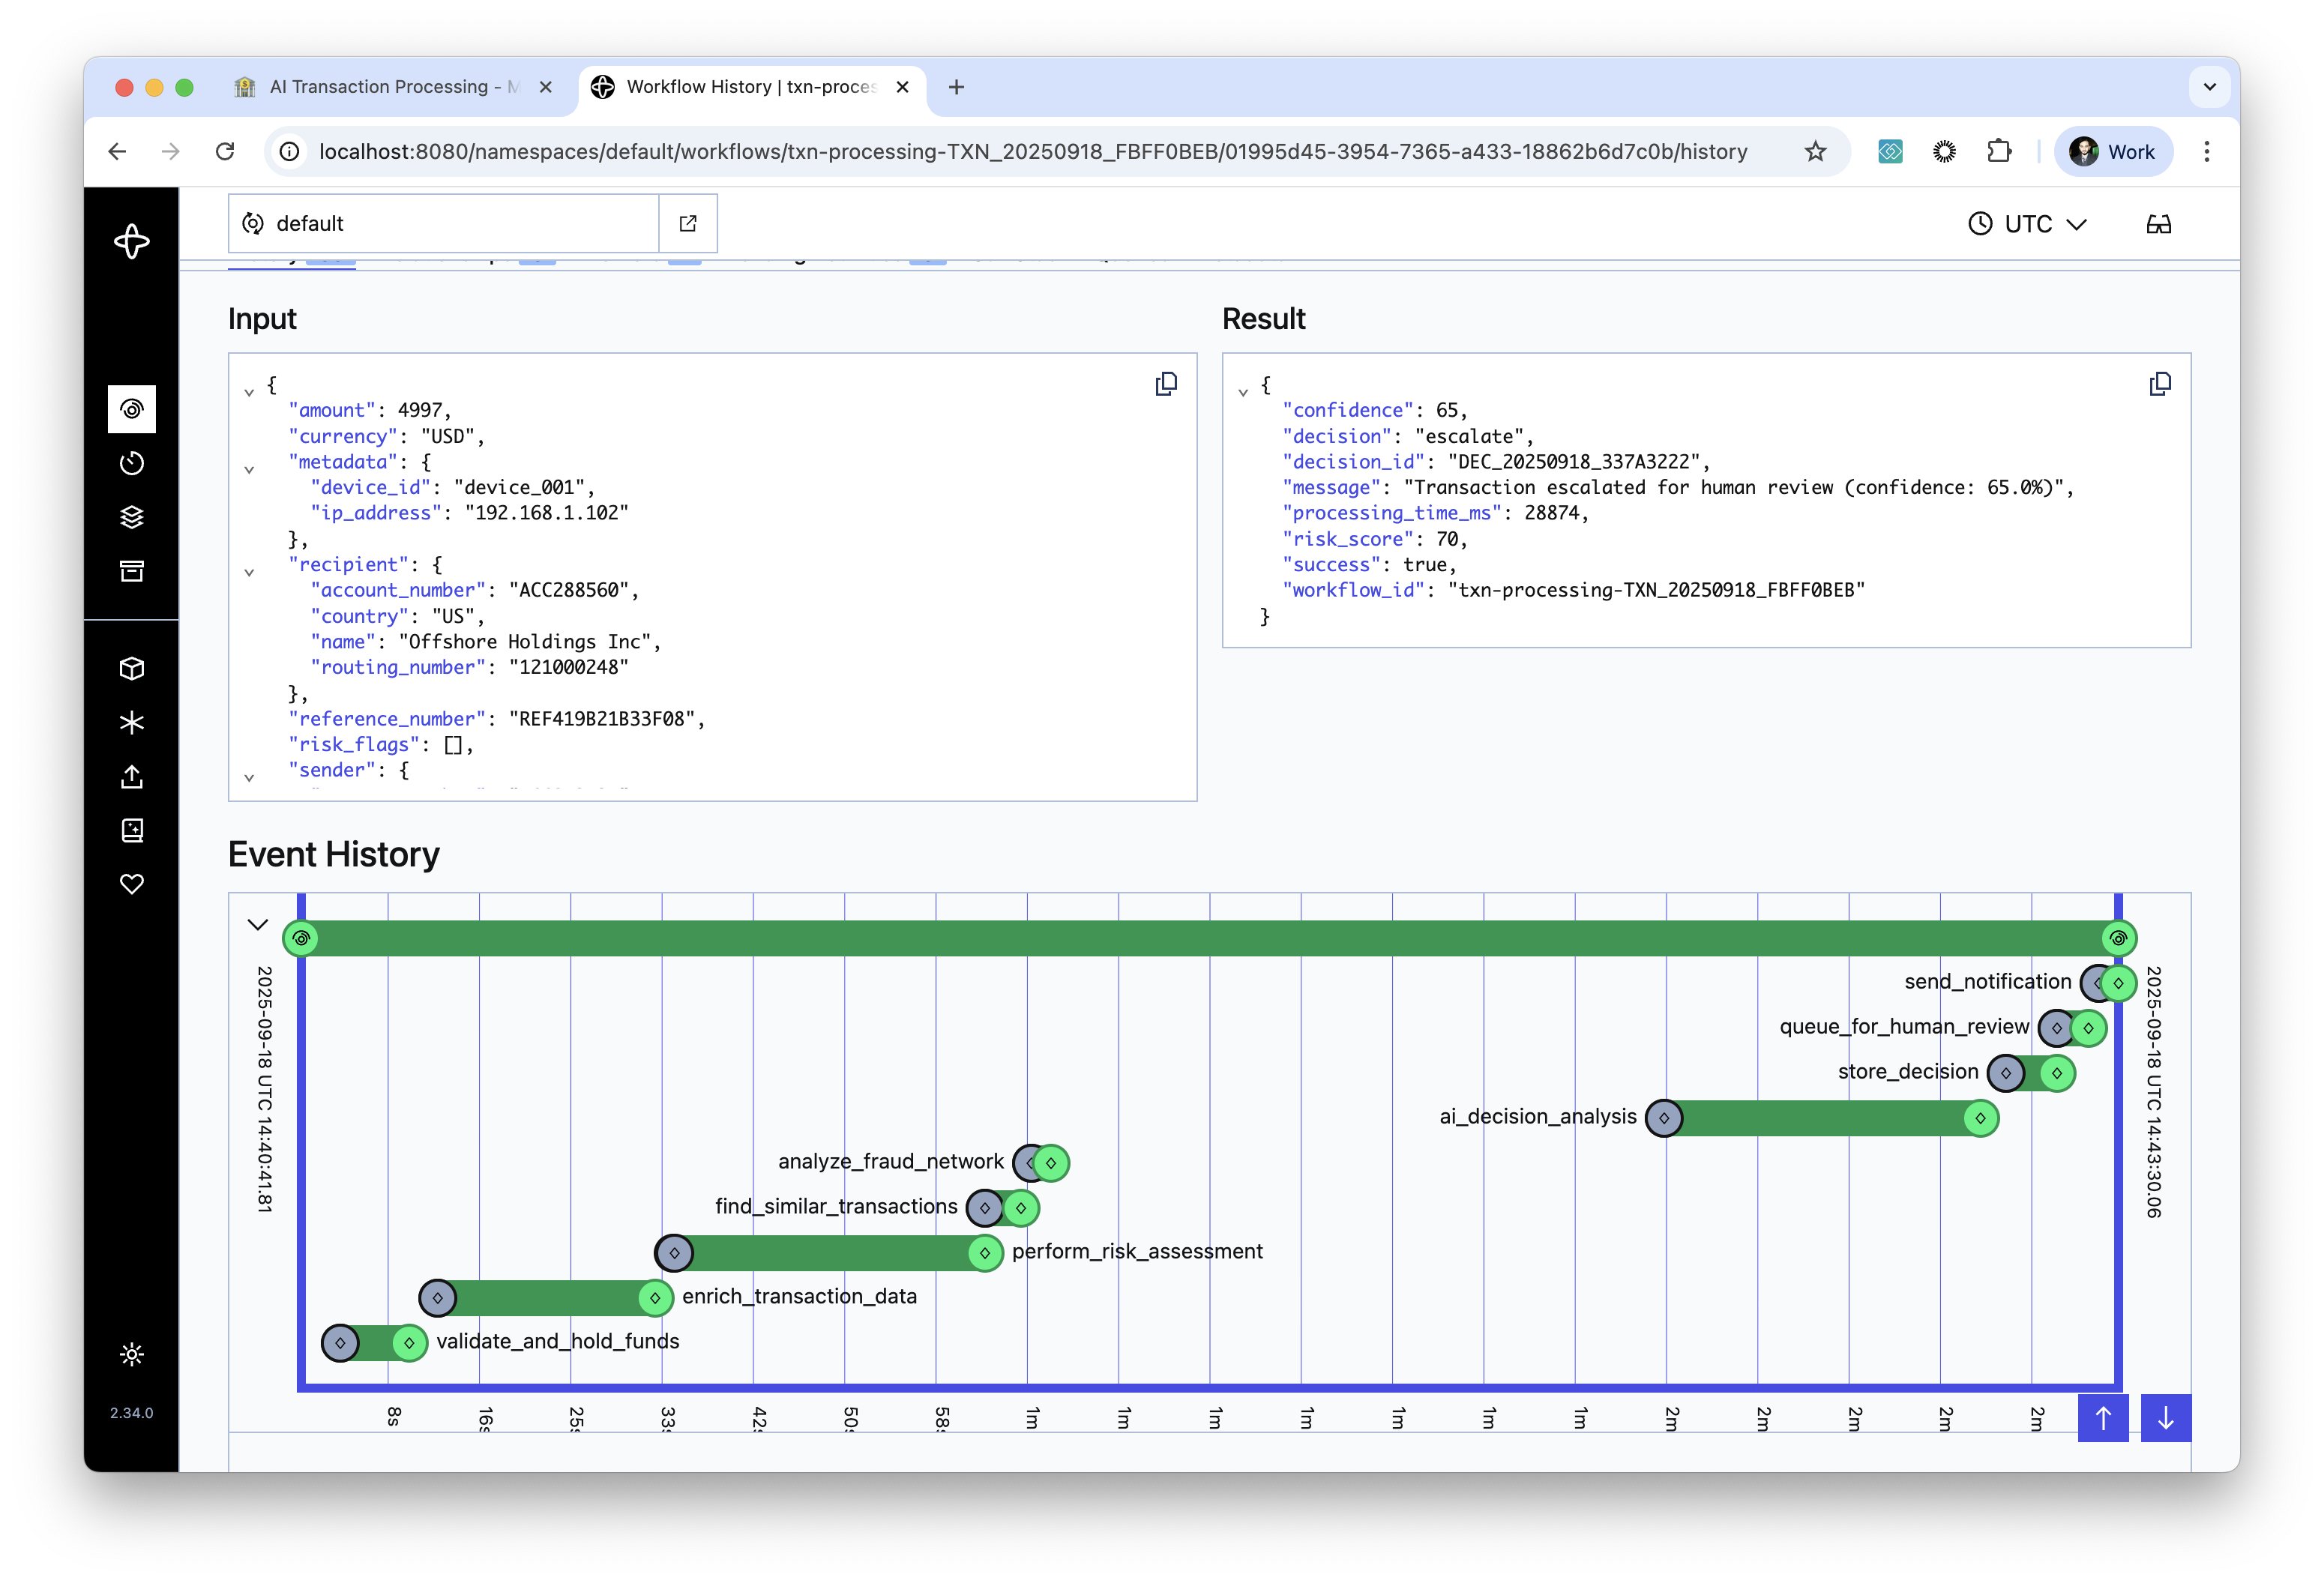 AI Transaction Processing - M
Workflow History | txn-proces
localhost:8080/namespaces/default/workflows/txn-processing-TXN_20250918_FBFF0BEB/01995d45-3954-7365-a433-18862b6d7c0b/history
Work
default
UTC
Input
{
"amount": 4997,
"currency": "USD",
"metadata": {
"device_id": "device_001",
"ip_address": "192.168.1.102"
},
"recipient": {
"account_number": "ACC288560",
"country": "US",
"name": "Offshore Holdings Inc",
"routing_number": "121000248"
},
"reference_number": "REF419B21B33F08",
"risk_flags": [],
"sender": {
Result
{
"confidence": 65,
"decision": "escalate",
"decision_id": "DEC_20250918_337A3222",
"message": "Transaction escalated for human review (confidence: 65.0%)",
"processing_time_ms": 28874,
"risk_score": 70,
"success": true,
"workflow_id": "txn-processing-TXN_20250918_FBFF0BEB"
}
Event History
2025-09-18 UTC 14:40:41.81
send_notification
queue_for_human_review
store_decision
ai_decision_analysis
analyze_fraud_network
find_similar_transactions
perform_risk_assessment
enrich_transaction_data
validate_and_hold_funds
2025-09-18 UTC 14:43:30.06
8s
16s
25s
33s
42s
50s
58s
1m
1m
1m
1m
1m
1m
1m
2m
2m
2m
2m
2m
2.34.0